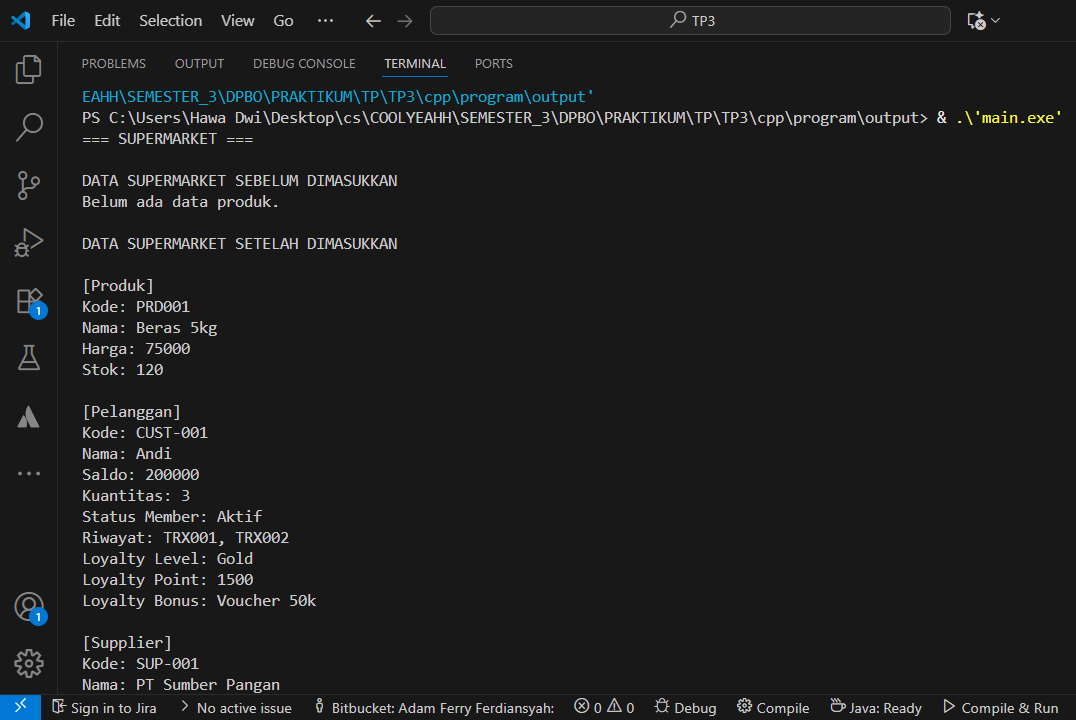 File Edit Selection View Go ··· TP3
PROBLEMS OUTPUT DEBUG CONSOLE TERMINAL PORTS
EAHH\SEMESTER_3\DPBO\PRAKTIKUM\TP\TP3\cpp\program\output'
PS C:\Users\Hawa Dwi\Desktop\cs\COOLYEAHH\SEMESTER_3\DPBO\PRAKTIKUM\TP\TP3\cpp\program\output> & .\'main.exe'
=== SUPERMARKET ===
DATA SUPERMARKET SEBELUM DIMASUKKAN
Belum ada data produk.
DATA SUPERMARKET SETELAH DIMASUKKAN
[Produk]
Kode: PRD001
Nama: Beras 5kg
Harga: 75000
Stok: 120
[Pelanggan]
Kode: CUST-001
Nama: Andi
Saldo: 200000
Kuantitas: 3
Status Member: Aktif
Riwayat: TRX001, TRX002
Loyalty Level: Gold
Loyalty Point: 1500
Loyalty Bonus: Voucher 50k
[Supplier]
Kode: SUP-001
Nama: PT Sumber Pangan
1
1
Sign in to Jira No active issue Bitbucket: Adam Ferry Ferdiansyah: 0 0 Debug Compile Java: Ready Compile & Run